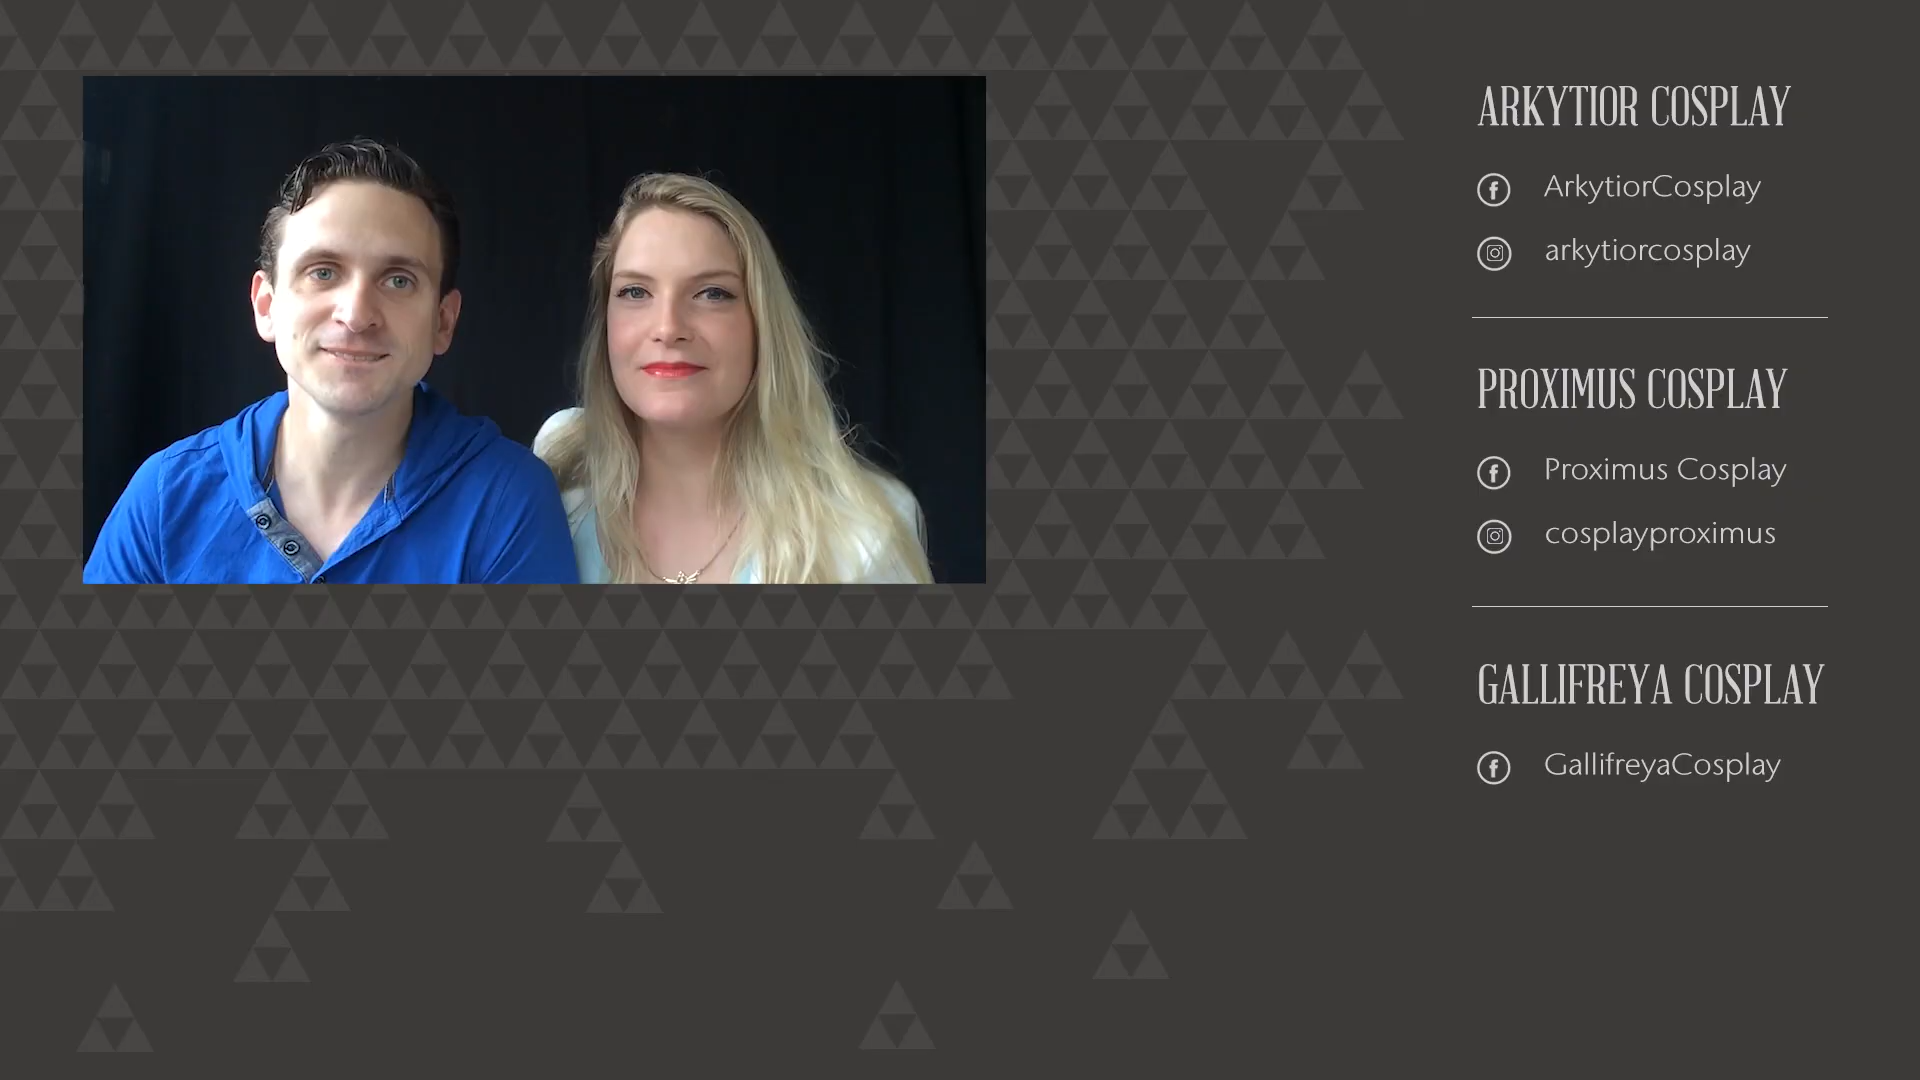 ARKYTIOR COSPLAY
ArkytiorCosplay
arkytiorcosplay
PROXIMUS COSPLAY
Proximus Cosplay
cosplayproximus
GALLIFREYA COSPLAY
GallifreyaCosplay